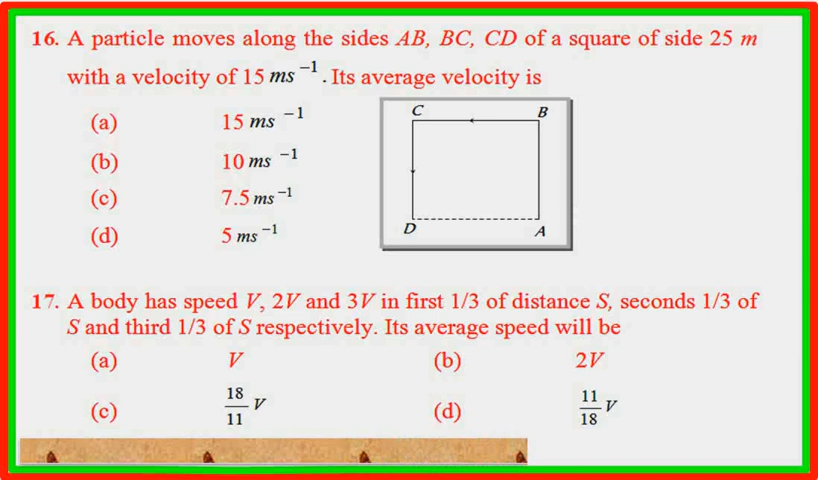 16. A particle moves along the sides AB, BC, CD of a square of side 25 m
with a velocity of 15 ms⁻¹. Its average velocity is
(a) 15 ms⁻¹
(b) 10 ms⁻¹
(c) 7.5 ms⁻¹
(d) 5 ms⁻¹
C B
D A
17. A body has speed V, 2V and 3V in first 1/3 of distance S, seconds 1/3 of
S and third 1/3 of S respectively. Its average speed will be
(a) V (b) 2V
(c) 18/11 V (d) 11/18 V